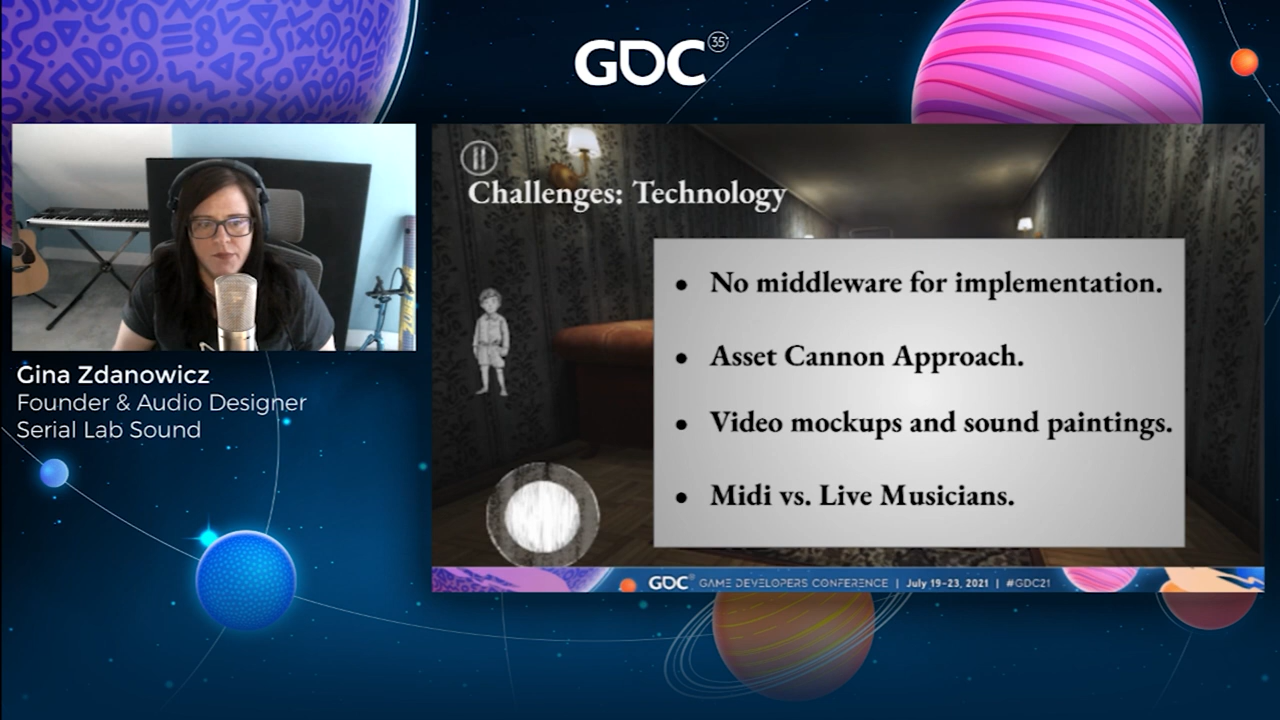 GDC 35
Gina Zdanowicz
Founder & Audio Designer
Serial Lab Sound
Challenges: Technology
• No middleware for implementation.
• Asset Cannon Approach.
• Video mockups and sound paintings.
• Midi vs. Live Musicians.
GDC GAME DEVELOPERS CONFERENCE | July 19-23, 2021 | #GDC21